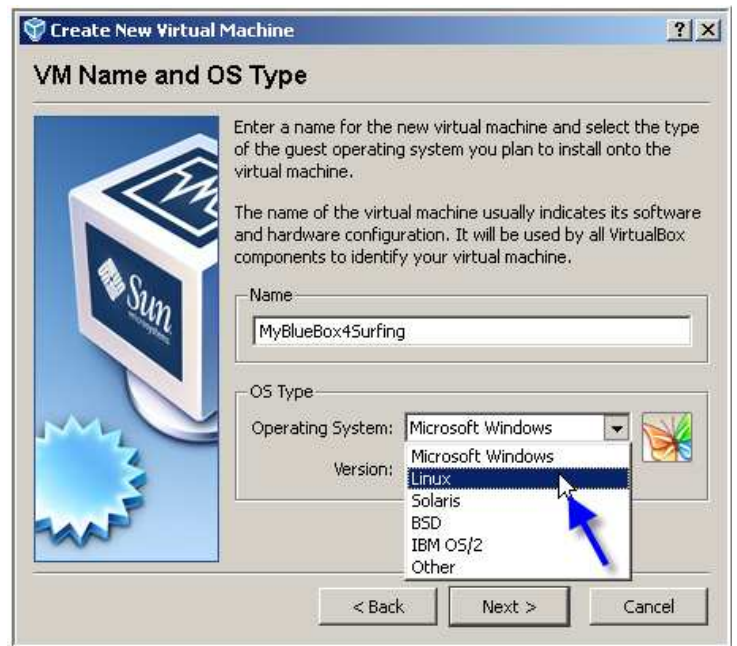 Create New Virtual Machine
VM Name and OS Type
Enter a name for the new virtual machine and select the type
of the guest operating system you plan to install onto the
virtual machine.
The name of the virtual machine usually indicates its software
and hardware configuration. It will be used by all VirtualBox
components to identify your virtual machine.
Sun
microsystems
Name
MyBlueBox4Surfing
OS Type
Operating System: Microsoft Windows
Version:
Microsoft Windows
Linux
Solaris
BSD
IBM OS/2
Other
< Back
Next >
Cancel